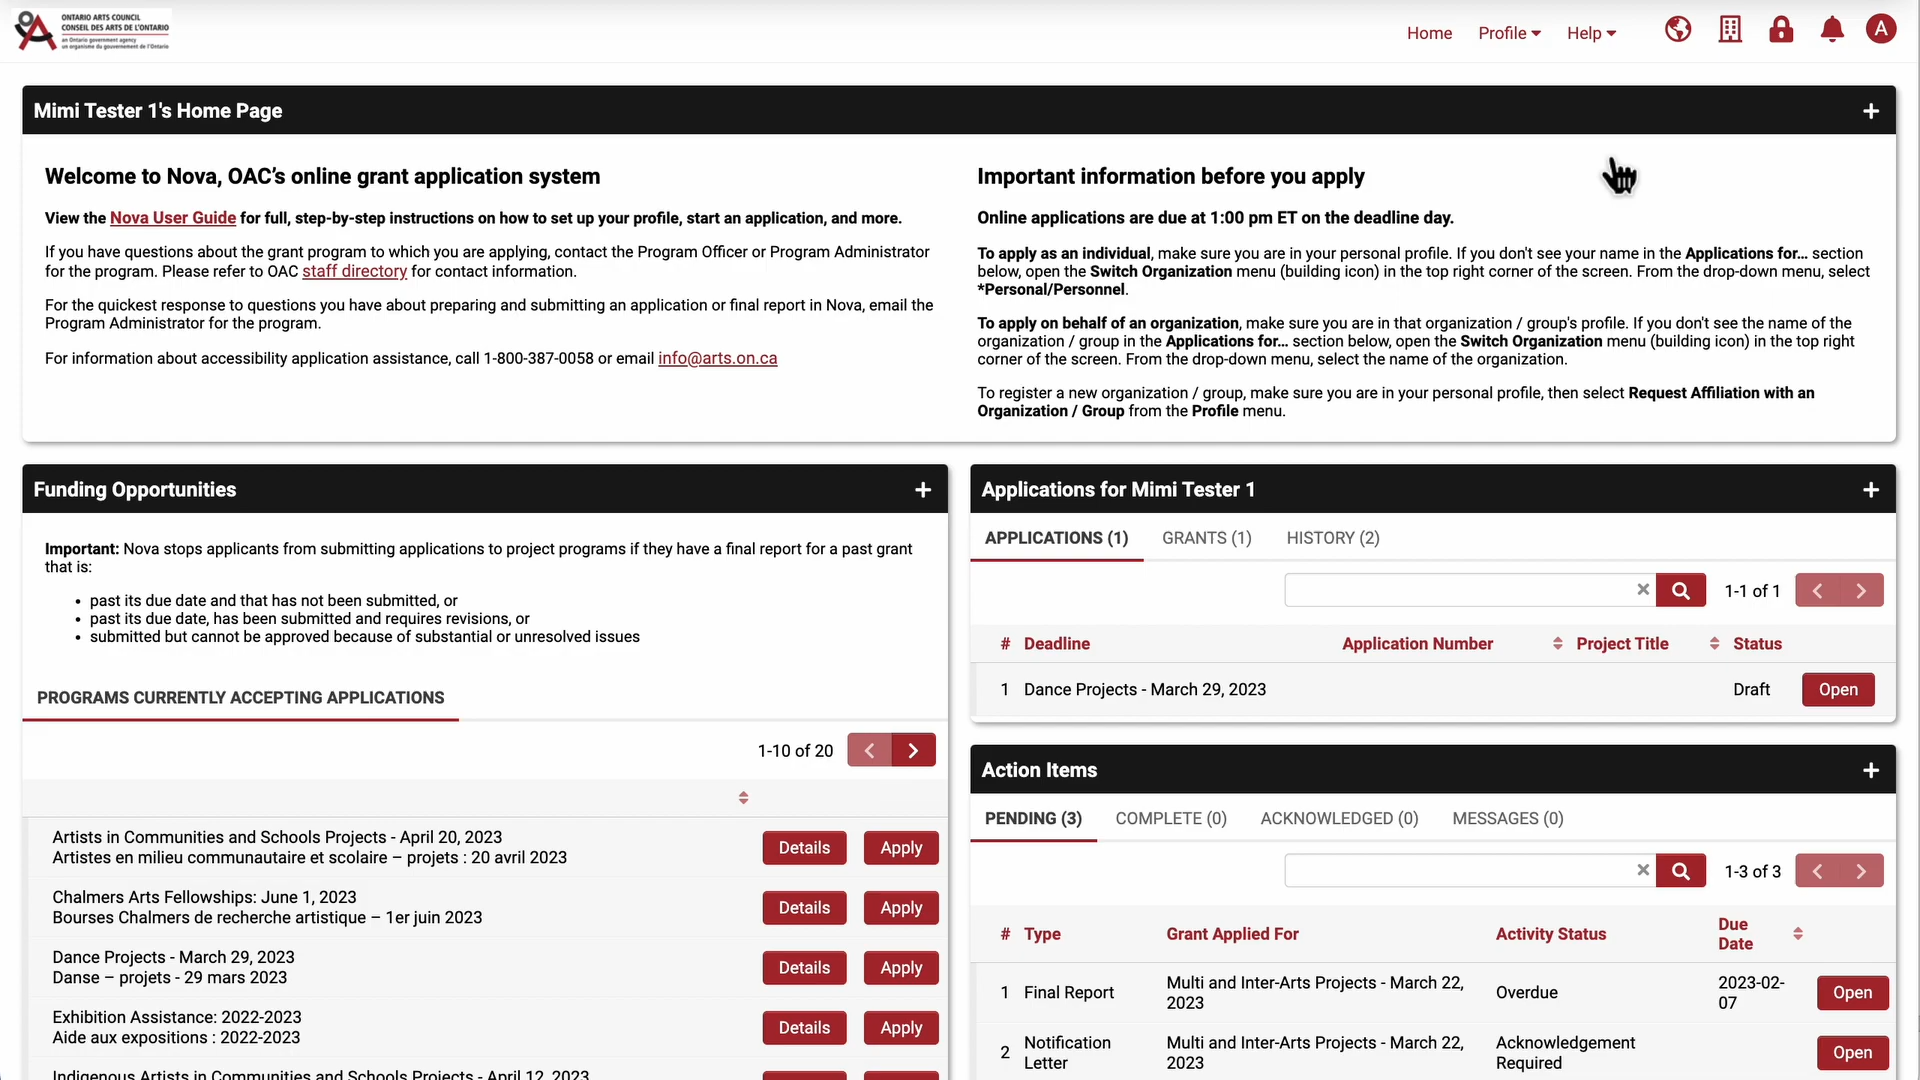 ONTARIO ARTS COUNCIL
CONSEIL DES ARTS DE L'ONTARIO
an Ontario government agency
un organisme du gouvernement de l'Ontario
Home
Profile
Help
A
Mimi Tester 1's Home Page
Welcome to Nova, OAC’s online grant application system
View the Nova User Guide for full, step-by-step instructions on how to set up your profile, start an application, and more.
If you have questions about the grant program to which you are applying, contact the Program Officer or Program Administrator
for the program. Please refer to OAC staff directory for contact information.
For the quickest response to questions you have about preparing and submitting an application or final report in Nova, email the
Program Administrator for the program.
For information about accessibility application assistance, call 1-800-387-0058 or email info@arts.on.ca
Important information before you apply
Online applications are due at 1:00 pm ET on the deadline day.
To apply as an individual, make sure you are in your personal profile. If you don't see your name in the Applications for... section
below, open the Switch Organization menu (building icon) in the top right corner of the screen. From the drop-down menu, select
*Personal/Personnel.
To apply on behalf of an organization, make sure you are in that organization / group's profile. If you don't see the name of the
organization / group in the Applications for... section below, open the Switch Organization menu (building icon) in the top right
corner of the screen. From the drop-down menu, select the name of the organization.
To register a new organization / group, make sure you are in your personal profile, then select Request Affiliation with an
Organization / Group from the Profile menu.
Funding Opportunities
Important: Nova stops applicants from submitting applications to project programs if they have a final report for a past grant
that is:
• past its due date and that has not been submitted, or
• past its due date, has been submitted and requires revisions, or
• submitted but cannot be approved because of substantial or unresolved issues
PROGRAMS CURRENTLY ACCEPTING APPLICATIONS
1-10 of 20
Artists in Communities and Schools Projects - April 20, 2023
Artistes en milieu communautaire et scolaire – projets : 20 avril 2023
Details Apply
Chalmers Arts Fellowships: June 1, 2023
Bourses Chalmers de recherche artistique – 1er juin 2023
Details Apply
Dance Projects - March 29, 2023
Danse – projets - 29 mars 2023
Details Apply
Exhibition Assistance: 2022-2023
Aide aux expositions : 2022-2023
Details Apply
Indigenous Artists in Communities and Schools Projects - April 12, 2023
Applications for Mimi Tester 1
APPLICATIONS (1) GRANTS (1) HISTORY (2)
1-1 of 1
# Deadline Application Number Project Title Status
1 Dance Projects - March 29, 2023 Draft Open
Action Items
PENDING (3) COMPLETE (0) ACKNOWLEDGED (0) MESSAGES (0)
1-3 of 3
# Type Grant Applied For Activity Status Due
Date
1 Final Report Multi and Inter-Arts Projects - March 22,
2023 Overdue 2023-02-
07 Open
2 Notification
Letter Multi and Inter-Arts Projects - March 22,
2023 Acknowledgement
Required Open